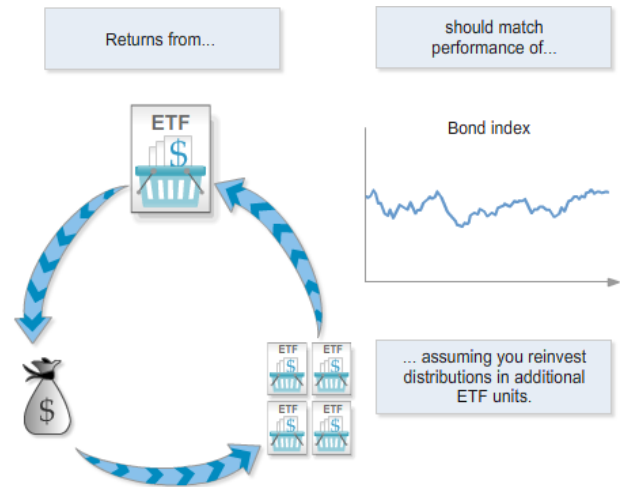 Returns from...
should match
performance of...
ETF
$
Bond index
$
ETF
ETF
$
$
ETF
ETF
$
$
... assuming you reinvest
distributions in additional
ETF units.